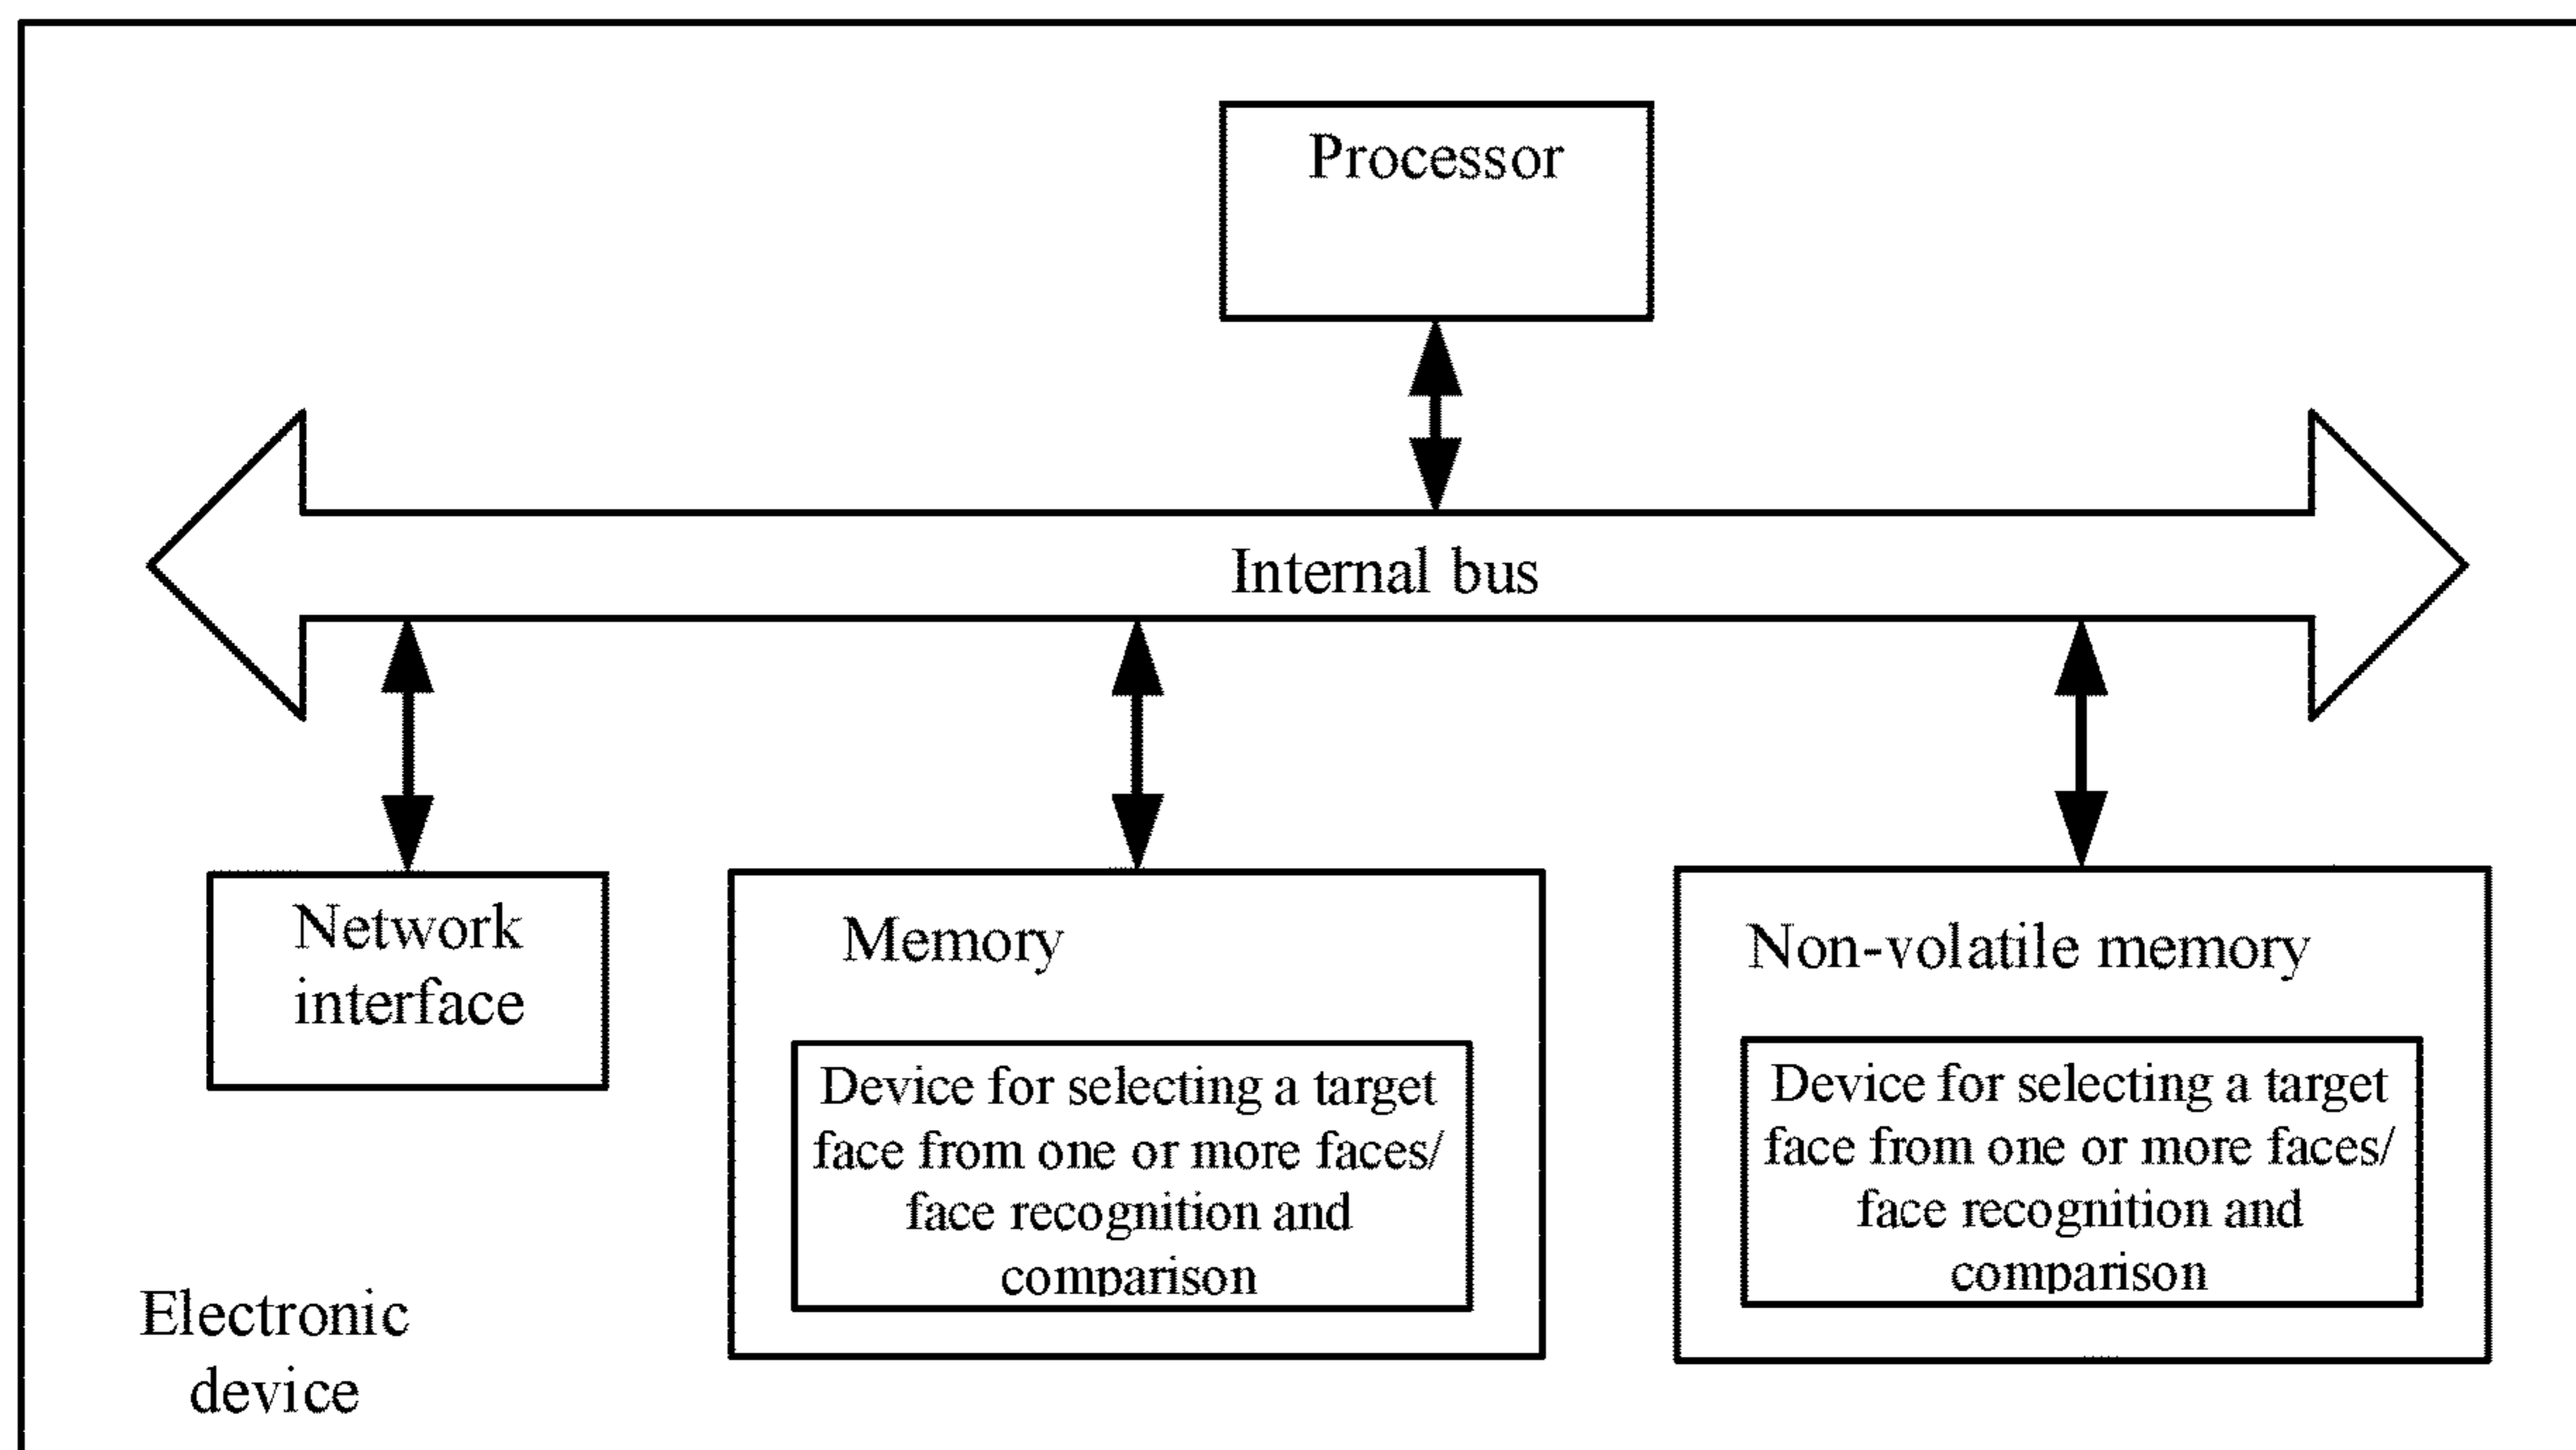 Processor
Internal bus
Network
interface
Memory
Device for selecting a target
face from one or more faces/
face recognition and
comparison
Non-volatile memory
Device for selecting a target
face from one or more faces/
face recognition and
comparison
Electronic
device